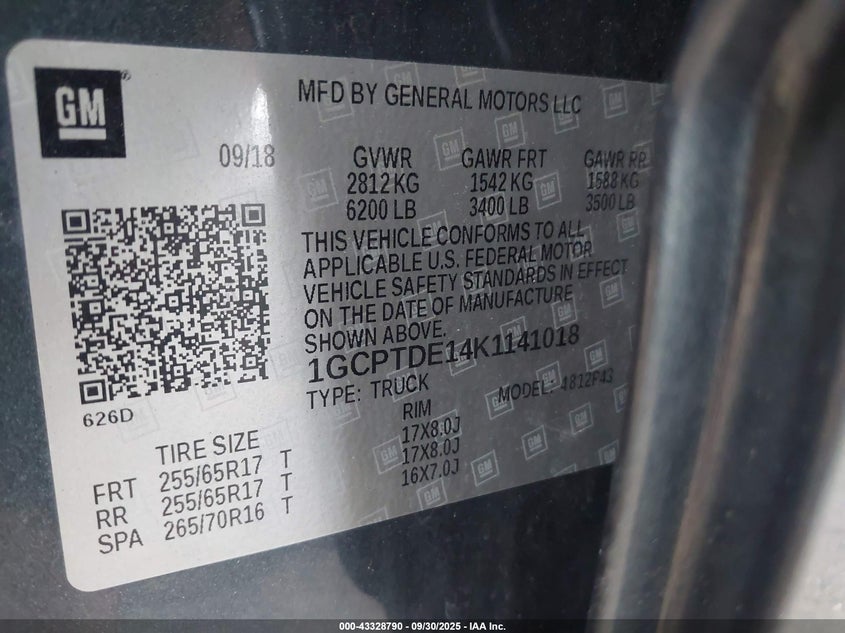 GM
MFD BY GENERAL MOTORS LLC
09/18
GVWR GAWR FRT GAWR RR
2812 KG 1542 KG 1588 KG
6200 LB 3400 LB 3500 LB
THIS VEHICLE CONFORMS TO ALL
APPLICABLE U.S. FEDERAL MOTOR
VEHICLE SAFETY STANDARDS IN EFFECT
ON THE DATE OF MANUFACTURE
SHOWN ABOVE.
1GCPTDE14K1141018
TYPE: TRUCK MODEL: 4812P43
626D
TIRE SIZE RIM
FRT 255/65R17 T 17X8.0J
RR 255/65R17 T 17X8.0J
SPA 265/70R16 T 16X7.0J
000-43328790 - 09/30/2025 - IAA Inc.